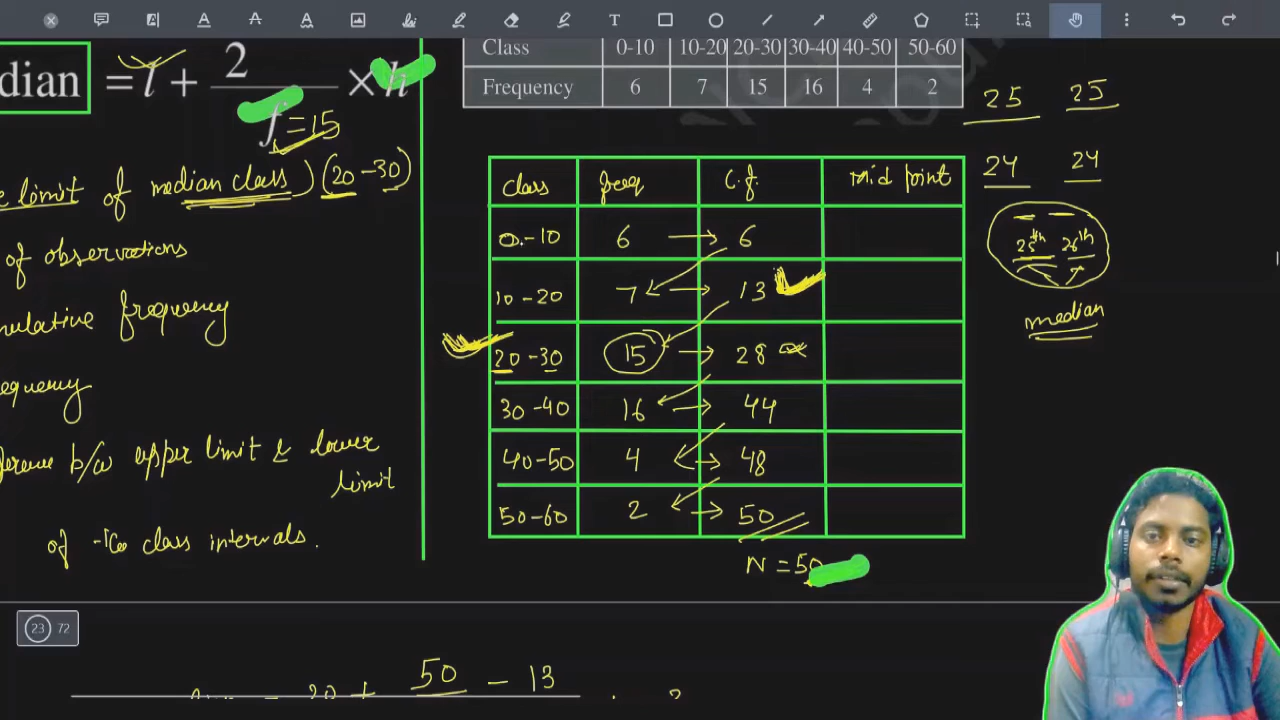 dian = l + 2 × h
f = 15
e limit of median class) (20-30)
of observations
mulative frequency
equency
ference b/w upper limit & lower
limit
of the class intervals.
Class 0-10 10-20 20-30 30-40 40-50 50-60
Frequency 6 7 15 16 4 2
class freq C.f. Mid point
0-10 6 6
10-20 7 13
20-30 15 28
30-40 16 44
40-50 4 48
50-60 2 50
N = 50
25 25
24 24
25th 26th
median
50 - 13
23 72